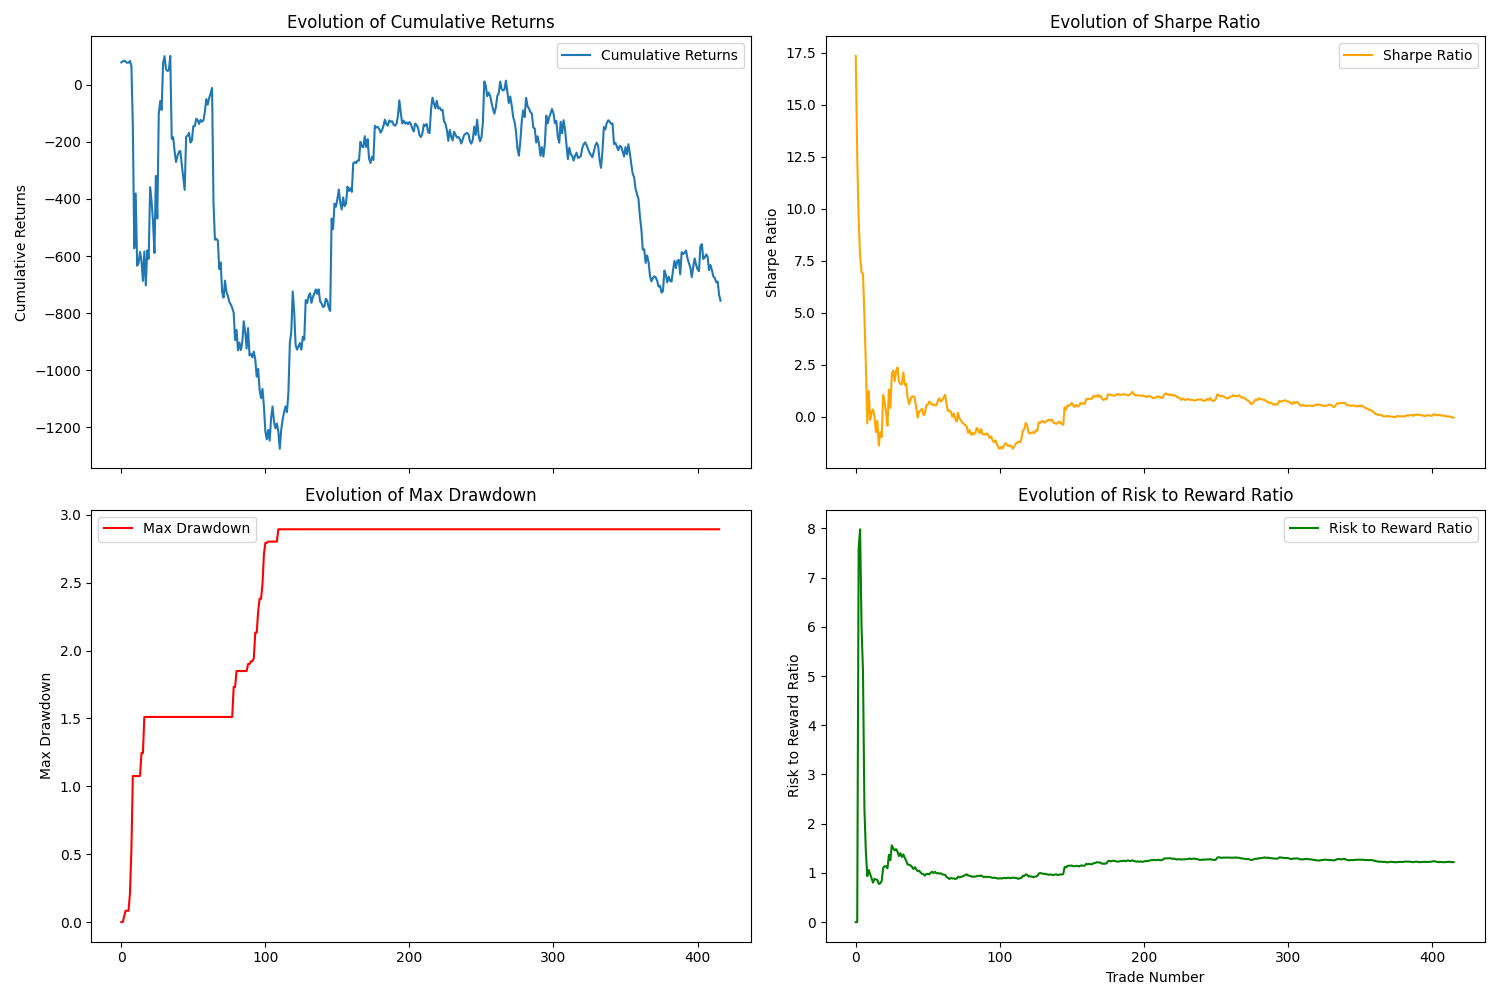 Evolution of Cumulative Returns
Cumulative Returns
Cumulative Returns
0
−200
−400
−600
−800
−1000
−1200
Evolution of Sharpe Ratio
Sharpe Ratio
Sharpe Ratio
17.5
15.0
12.5
10.0
7.5
5.0
2.5
0.0
Evolution of Max Drawdown
Max Drawdown
Max Drawdown
3.0
2.5
2.0
1.5
1.0
0.5
0.0
0 100 200 300 400
Evolution of Risk to Reward Ratio
Risk to Reward Ratio
Risk to Reward Ratio
8
7
6
5
4
3
2
1
0
0 100 200 300 400
Trade Number